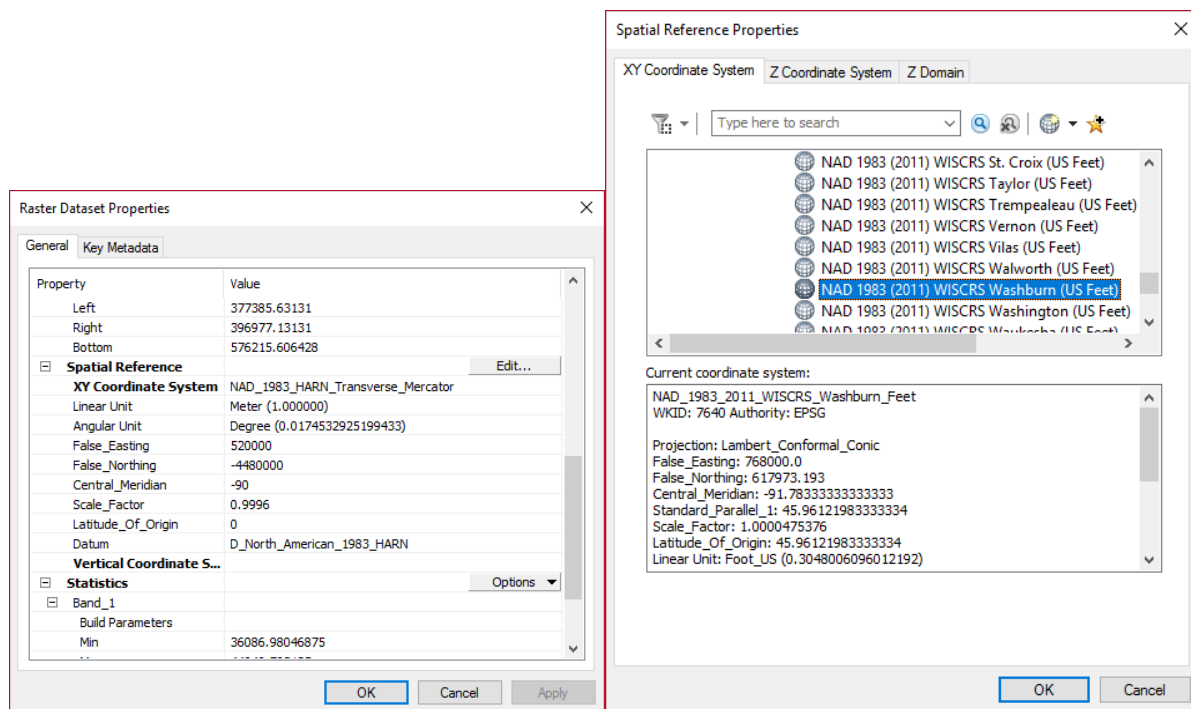 Raster Dataset Properties
General Key Metadata
Property Value
Left 377385.63131
Right 396977.13131
Bottom 576215.606428
Spatial Reference Edit...
XY Coordinate System NAD_1983_HARN_Transverse_Mercator
Linear Unit Meter (1.000000)
Angular Unit Degree (0.0174532925199433)
False_Easting 520000
False_Northing -4480000
Central_Meridian -90
Scale_Factor 0.9996
Latitude_Of_Origin 0
Datum D_North_American_1983_HARN
Vertical Coordinate S...
Statistics Options
Band_1
Build Parameters
Min 36086.98046875
OK Cancel Apply
Spatial Reference Properties
XY Coordinate System Z Coordinate System Z Domain
Type here to search
NAD 1983 (2011) WISCRS St. Croix (US Feet)
NAD 1983 (2011) WISCRS Taylor (US Feet)
NAD 1983 (2011) WISCRS Trempealeau (US Feet)
NAD 1983 (2011) WISCRS Vernon (US Feet)
NAD 1983 (2011) WISCRS Vilas (US Feet)
NAD 1983 (2011) WISCRS Walworth (US Feet)
NAD 1983 (2011) WISCRS Washburn (US Feet)
NAD 1983 (2011) WISCRS Washington (US Feet)
NAD 1983 (2011) WISCRS Waukesha (US Feet)
Current coordinate system:
NAD_1983_2011_WISCRS_Washburn_Feet
WKID: 7640 Authority: EPSG
Projection: Lambert_Conformal_Conic
False_Easting: 768000.0
False_Northing: 617973.193
Central_Meridian: -91.78333333333333
Standard_Parallel_1: 45.96121983333334
Scale_Factor: 1.0000475376
Latitude_Of_Origin: 45.96121983333334
Linear Unit: Foot_US (0.3048006096012192)
OK Cancel